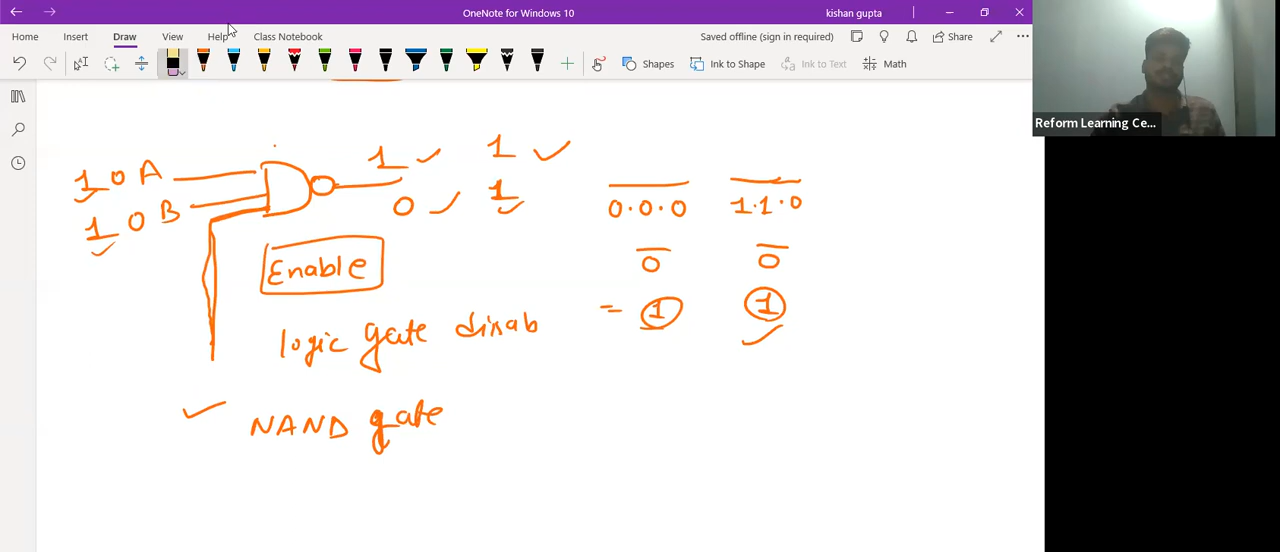 OneNote for Windows 10
kishan gupta
Home Insert Draw View Help Class Notebook
Saved offline (sign in required)
Share
Shapes Ink to Shape Ink to Text Math
Reform Learning Ce...
1 0 A
1 0 B
1 1
0 1
0·0·0 1·1·0
0 0
= 1 1
Enable
logic gate disab
NAND gate